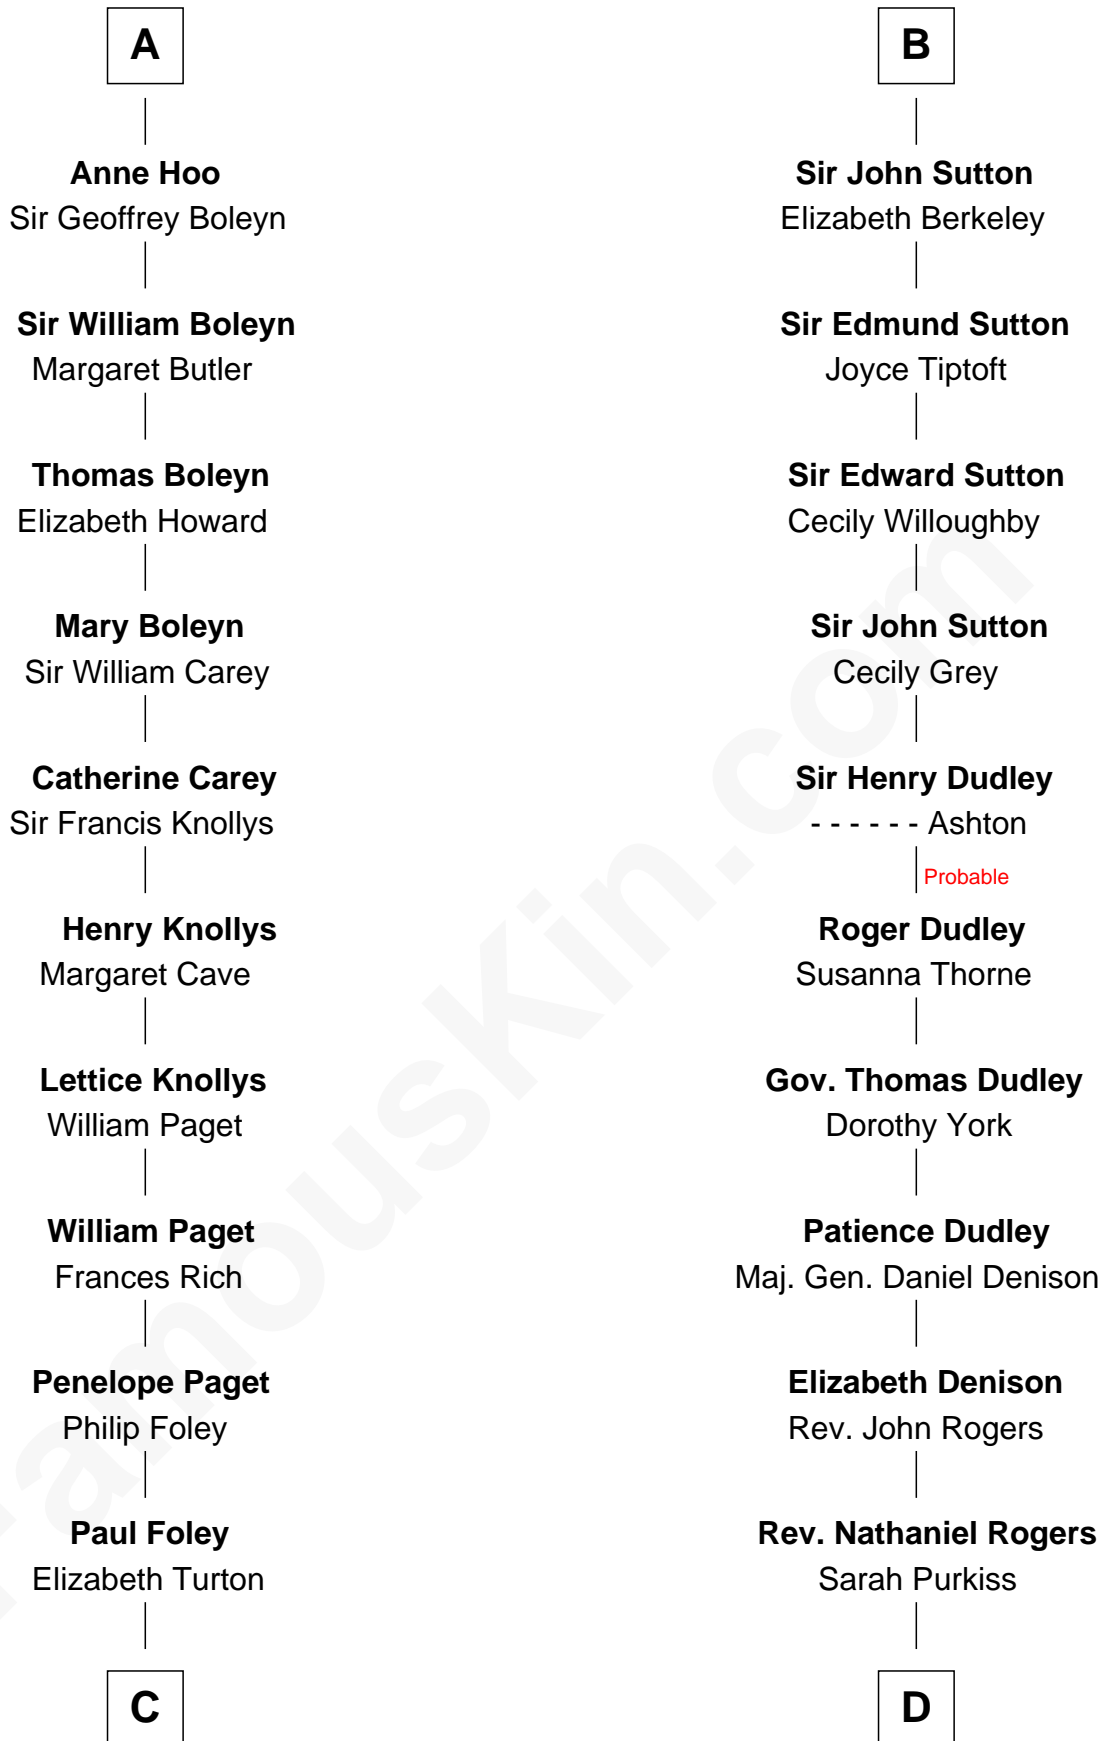 A
Anne Hoo
Sir Geoffrey Boleyn
Sir William Boleyn
Margaret Butler
Thomas Boleyn
Elizabeth Howard
Mary Boleyn
Sir William Carey
Catherine Carey
Sir Francis Knollys
Henry Knollys
Margaret Cave
Lettice Knollys
William Paget
William Paget
Frances Rich
Penelope Paget
Philip Foley
Paul Foley
Elizabeth Turton
C
B
Sir John Sutton
Elizabeth Berkeley
Sir Edmund Sutton
Joyce Tiptoft
Sir Edward Sutton
Cecily Willoughby
Sir John Sutton
Cecily Grey
Sir Henry Dudley
- - - - - - Ashton
Probable
Roger Dudley
Susanna Thorne
Gov. Thomas Dudley
Dorothy York
Patience Dudley
Maj. Gen. Daniel Denison
Elizabeth Denison
Rev. John Rogers
Rev. Nathaniel Rogers
Sarah Purkiss
D
FamousKin.com